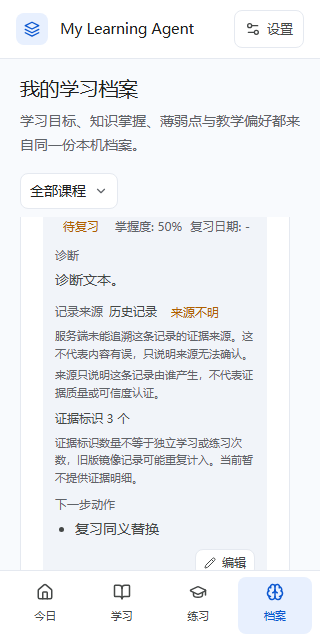 My Learning Agent
设置
我的学习档案
学习目标、知识掌握、薄弱点与教学偏好都来
自同一份本机档案。
全部课程
待复习 掌握度: 50% 复习日期: -
诊断
诊断文本。
记录来源 历史记录 来源不明
服务端未能追溯这条记录的证据来源。这
不代表内容有误，只说明来源无法确认。
来源只说明这条记录由谁产生，不代表证
据质量或可信度认证。
证据标识 3 个
证据标识数量不等于独立学习或练习次
数，旧版镜像记录可能重复计入。当前暂
不提供证据明细。
下一步动作
• 复习同义替换
编辑
今日
学习
练习
档案